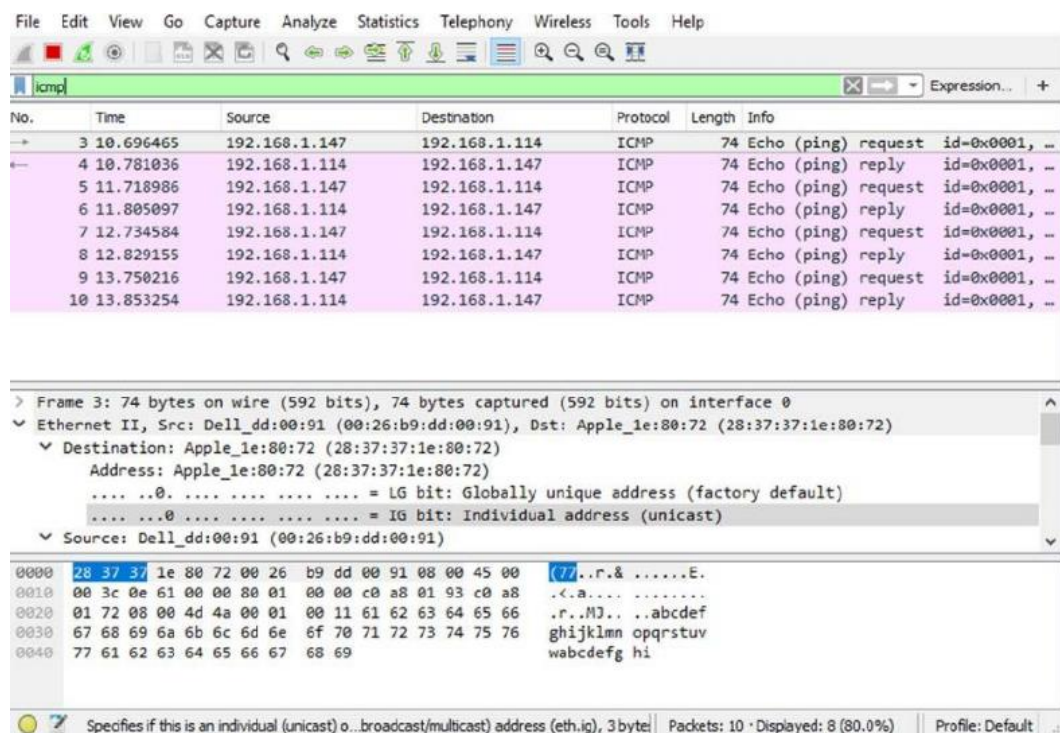 File Edit View Go Capture Analyze Statistics Telephony Wireless Tools Help
icmp Expression... +
No. Time Source Destination Protocol Length Info
3 10.696465 192.168.1.147 192.168.1.114 ICMP 74 Echo (ping) request id=0x0001, …
4 10.781036 192.168.1.114 192.168.1.147 ICMP 74 Echo (ping) reply id=0x0001, …
5 11.718986 192.168.1.147 192.168.1.114 ICMP 74 Echo (ping) request id=0x0001, …
6 11.805097 192.168.1.114 192.168.1.147 ICMP 74 Echo (ping) reply id=0x0001, …
7 12.734584 192.168.1.147 192.168.1.114 ICMP 74 Echo (ping) request id=0x0001, …
8 12.829155 192.168.1.114 192.168.1.147 ICMP 74 Echo (ping) reply id=0x0001, …
9 13.750216 192.168.1.147 192.168.1.114 ICMP 74 Echo (ping) request id=0x0001, …
10 13.853254 192.168.1.114 192.168.1.147 ICMP 74 Echo (ping) reply id=0x0001, …
> Frame 3: 74 bytes on wire (592 bits), 74 bytes captured (592 bits) on interface 0
Ethernet II, Src: Dell_dd:00:91 (00:26:b9:dd:00:91), Dst: Apple_1e:80:72 (28:37:37:1e:80:72)
Destination: Apple_1e:80:72 (28:37:37:1e:80:72)
Address: Apple_1e:80:72 (28:37:37:1e:80:72)
.... ..0. .... .... .... .... = LG bit: Globally unique address (factory default)
.... ...0 .... .... .... .... = IG bit: Individual address (unicast)
Source: Dell_dd:00:91 (00:26:b9:dd:00:91)
0000 28 37 37 1e 80 72 00 26 b9 dd 00 91 08 00 45 00 (77..r.& ......E.
0010 00 3c 0e 61 00 00 80 01 00 00 c0 a8 01 93 c0 a8 .<.a.... ........
0020 01 72 08 00 4d 4a 00 01 00 11 61 62 63 64 65 66 .r..MJ.. ..abcdef
0030 67 68 69 6a 6b 6c 6d 6e 6f 70 71 72 73 74 75 76 ghijklmn opqrstuv
0040 77 61 62 63 64 65 66 67 68 69 wabcdefg hi
Specifies if this is an individual (unicast) o...broadcast/multicast) address (eth.ig), 3 byte Packets: 10 · Displayed: 8 (80.0%) Profile: Default